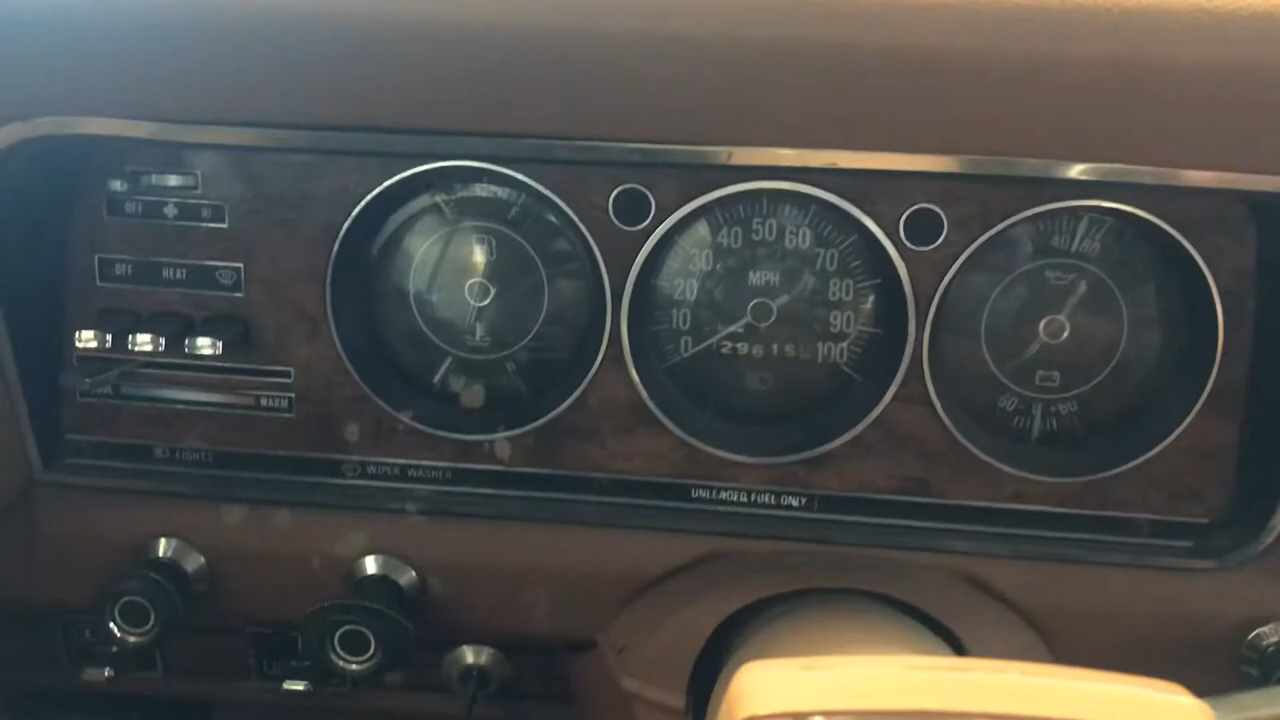 OFF HI
OFF HEAT
WARM
LIGHTS
WIPER WASHER
F
0 10 20 30 40 50 60 70 80 90 100
MPH
29615
UNLEADED FUEL ONLY
40 80
60- 0 +60